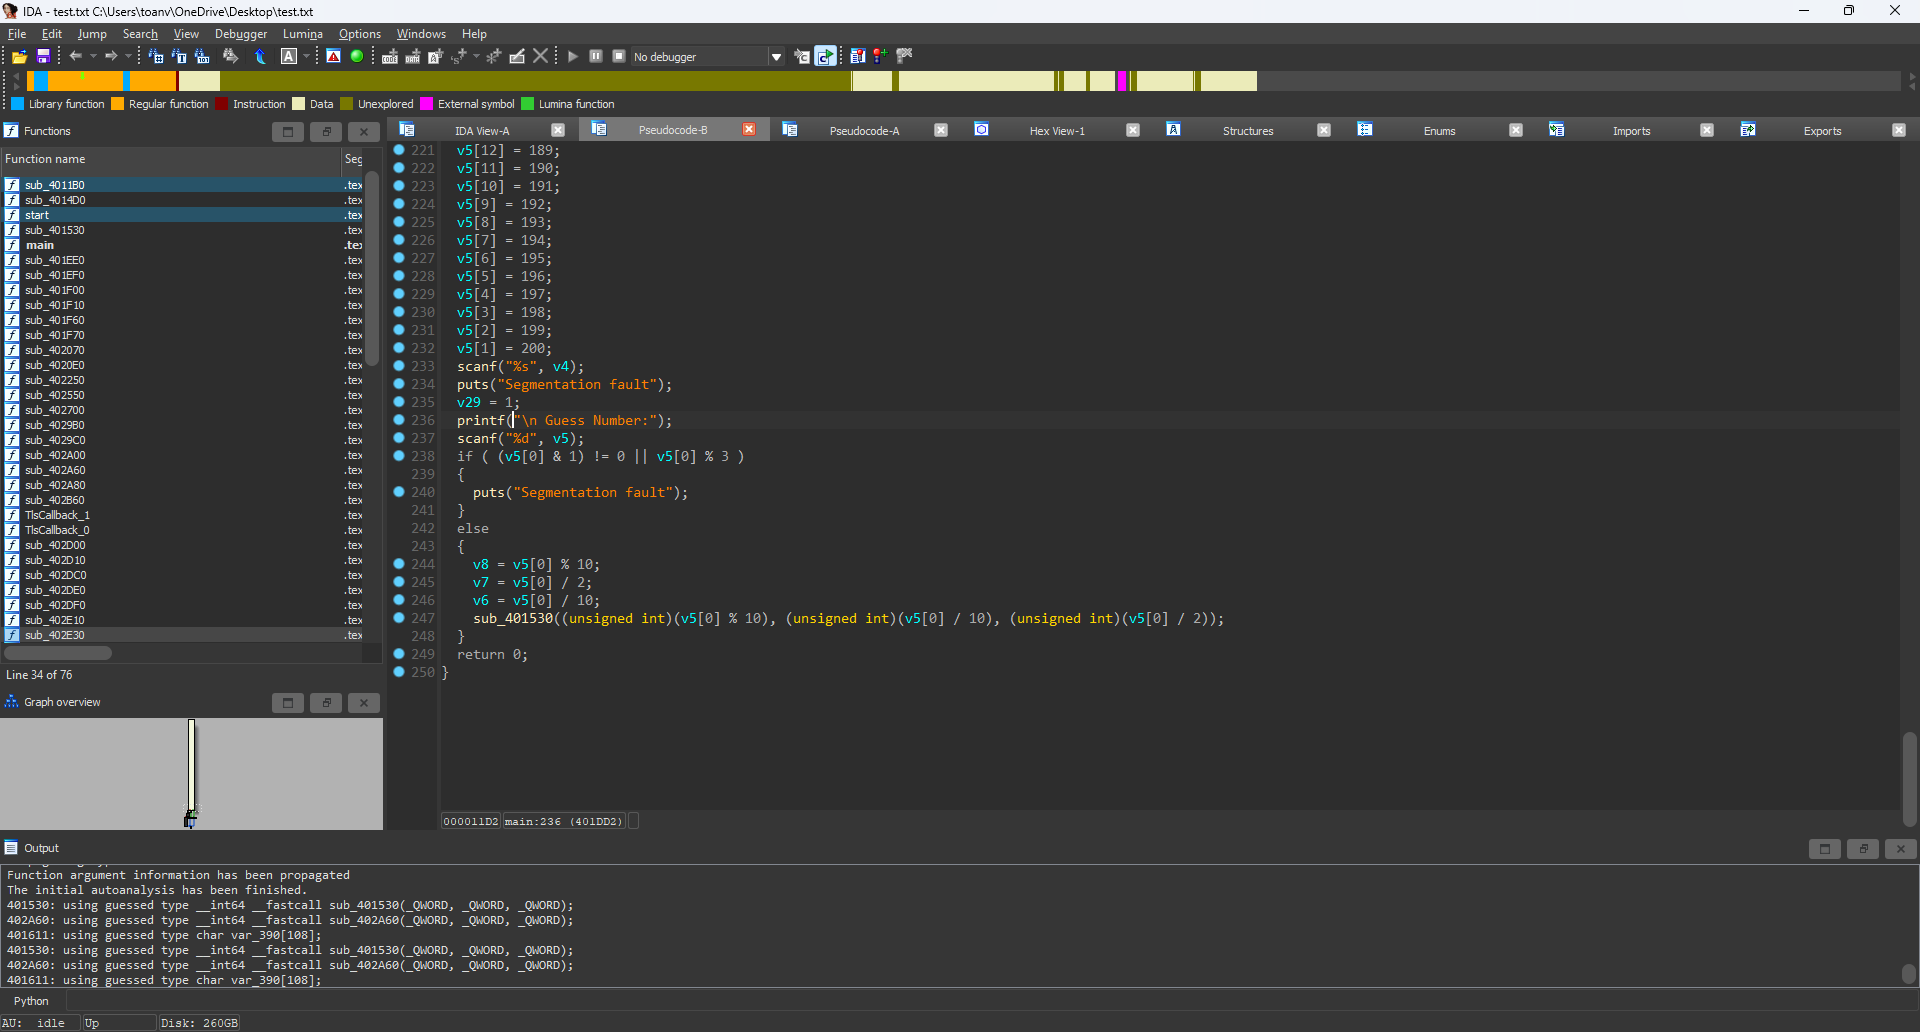 IDA - test.txt C:\Users\toanv\OneDrive\Desktop\test.txt
File Edit Jump Search View Debugger Lumina Options Windows Help
No debugger
Library function Regular function Instruction Data Unexplored External symbol Lumina function
Functions
IDA View-A Pseudocode-B Pseudocode-A Hex View-1 Structures Enums Imports Exports
Function name Seg
sub_4011B0 .tex
sub_4014D0 .tex
start .tex
sub_401530 .tex
main .tex
sub_401EE0 .tex
sub_401EF0 .tex
sub_401F00 .tex
sub_401F10 .tex
sub_401F60 .tex
sub_401F70 .tex
sub_402070 .tex
sub_4020E0 .tex
sub_402250 .tex
sub_402550 .tex
sub_402700 .tex
sub_4029B0 .tex
sub_4029C0 .tex
sub_402A00 .tex
sub_402A60 .tex
sub_402A80 .tex
sub_402B60 .tex
TlsCallback_1 .tex
TlsCallback_0 .tex
sub_402D00 .tex
sub_402D10 .tex
sub_402DC0 .tex
sub_402DE0 .tex
sub_402DF0 .tex
sub_402E10 .tex
sub_402E30 .tex
Line 34 of 76
Graph overview
221 v5[12] = 189;
222 v5[11] = 190;
223 v5[10] = 191;
224 v5[9] = 192;
225 v5[8] = 193;
226 v5[7] = 194;
227 v5[6] = 195;
228 v5[5] = 196;
229 v5[4] = 197;
230 v5[3] = 198;
231 v5[2] = 199;
232 v5[1] = 200;
233 scanf("%s", v4);
234 puts("Segmentation fault");
235 v29 = 1;
236 printf("\n Guess Number:");
237 scanf("%d", v5);
238 if ( (v5[0] & 1) != 0 || v5[0] % 3 )
239 {
240 puts("Segmentation fault");
241 }
242 else
243 {
244 v8 = v5[0] % 10;
245 v7 = v5[0] / 2;
246 v6 = v5[0] / 10;
247 sub_401530((unsigned int)(v5[0] % 10), (unsigned int)(v5[0] / 10), (unsigned int)(v5[0] / 2));
248 }
249 return 0;
250 }
000011D2 main:236 (401DD2)
Output
Function argument information has been propagated
The initial autoanalysis has been finished.
401530: using guessed type __int64 __fastcall sub_401530(_QWORD, _QWORD, _QWORD);
402A60: using guessed type __int64 __fastcall sub_402A60(_QWORD, _QWORD, _QWORD);
401611: using guessed type char var_390[108];
401530: using guessed type __int64 __fastcall sub_401530(_QWORD, _QWORD, _QWORD);
402A60: using guessed type __int64 __fastcall sub_402A60(_QWORD, _QWORD, _QWORD);
401611: using guessed type char var_390[108];
Python
AU: idle Up Disk: 260GB